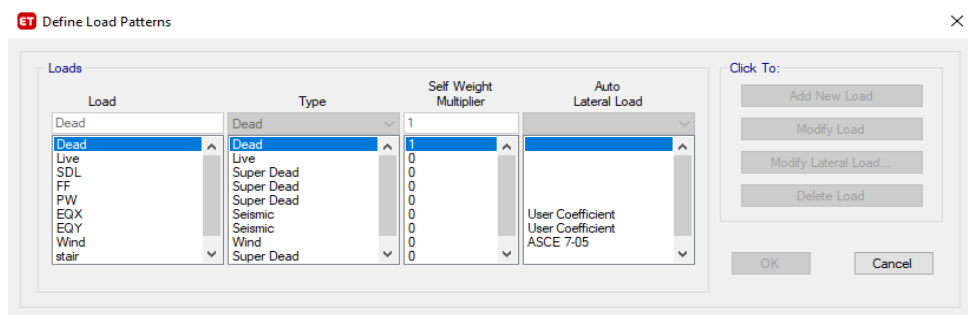 ET Define Load Patterns
Loads
Click To:
Load Type Self Weight Multiplier Auto Lateral Load
Dead Dead 1
Dead Dead 1
Live Live 0
SDL Super Dead 0
FF Super Dead 0
PW Super Dead 0
EQX Seismic 0 User Coefficient
EQY Seismic 0 User Coefficient
Wind Wind 0 ASCE 7-05
stair Super Dead 0
Add New Load
Modify Load
Modify Lateral Load...
Delete Load
OK Cancel